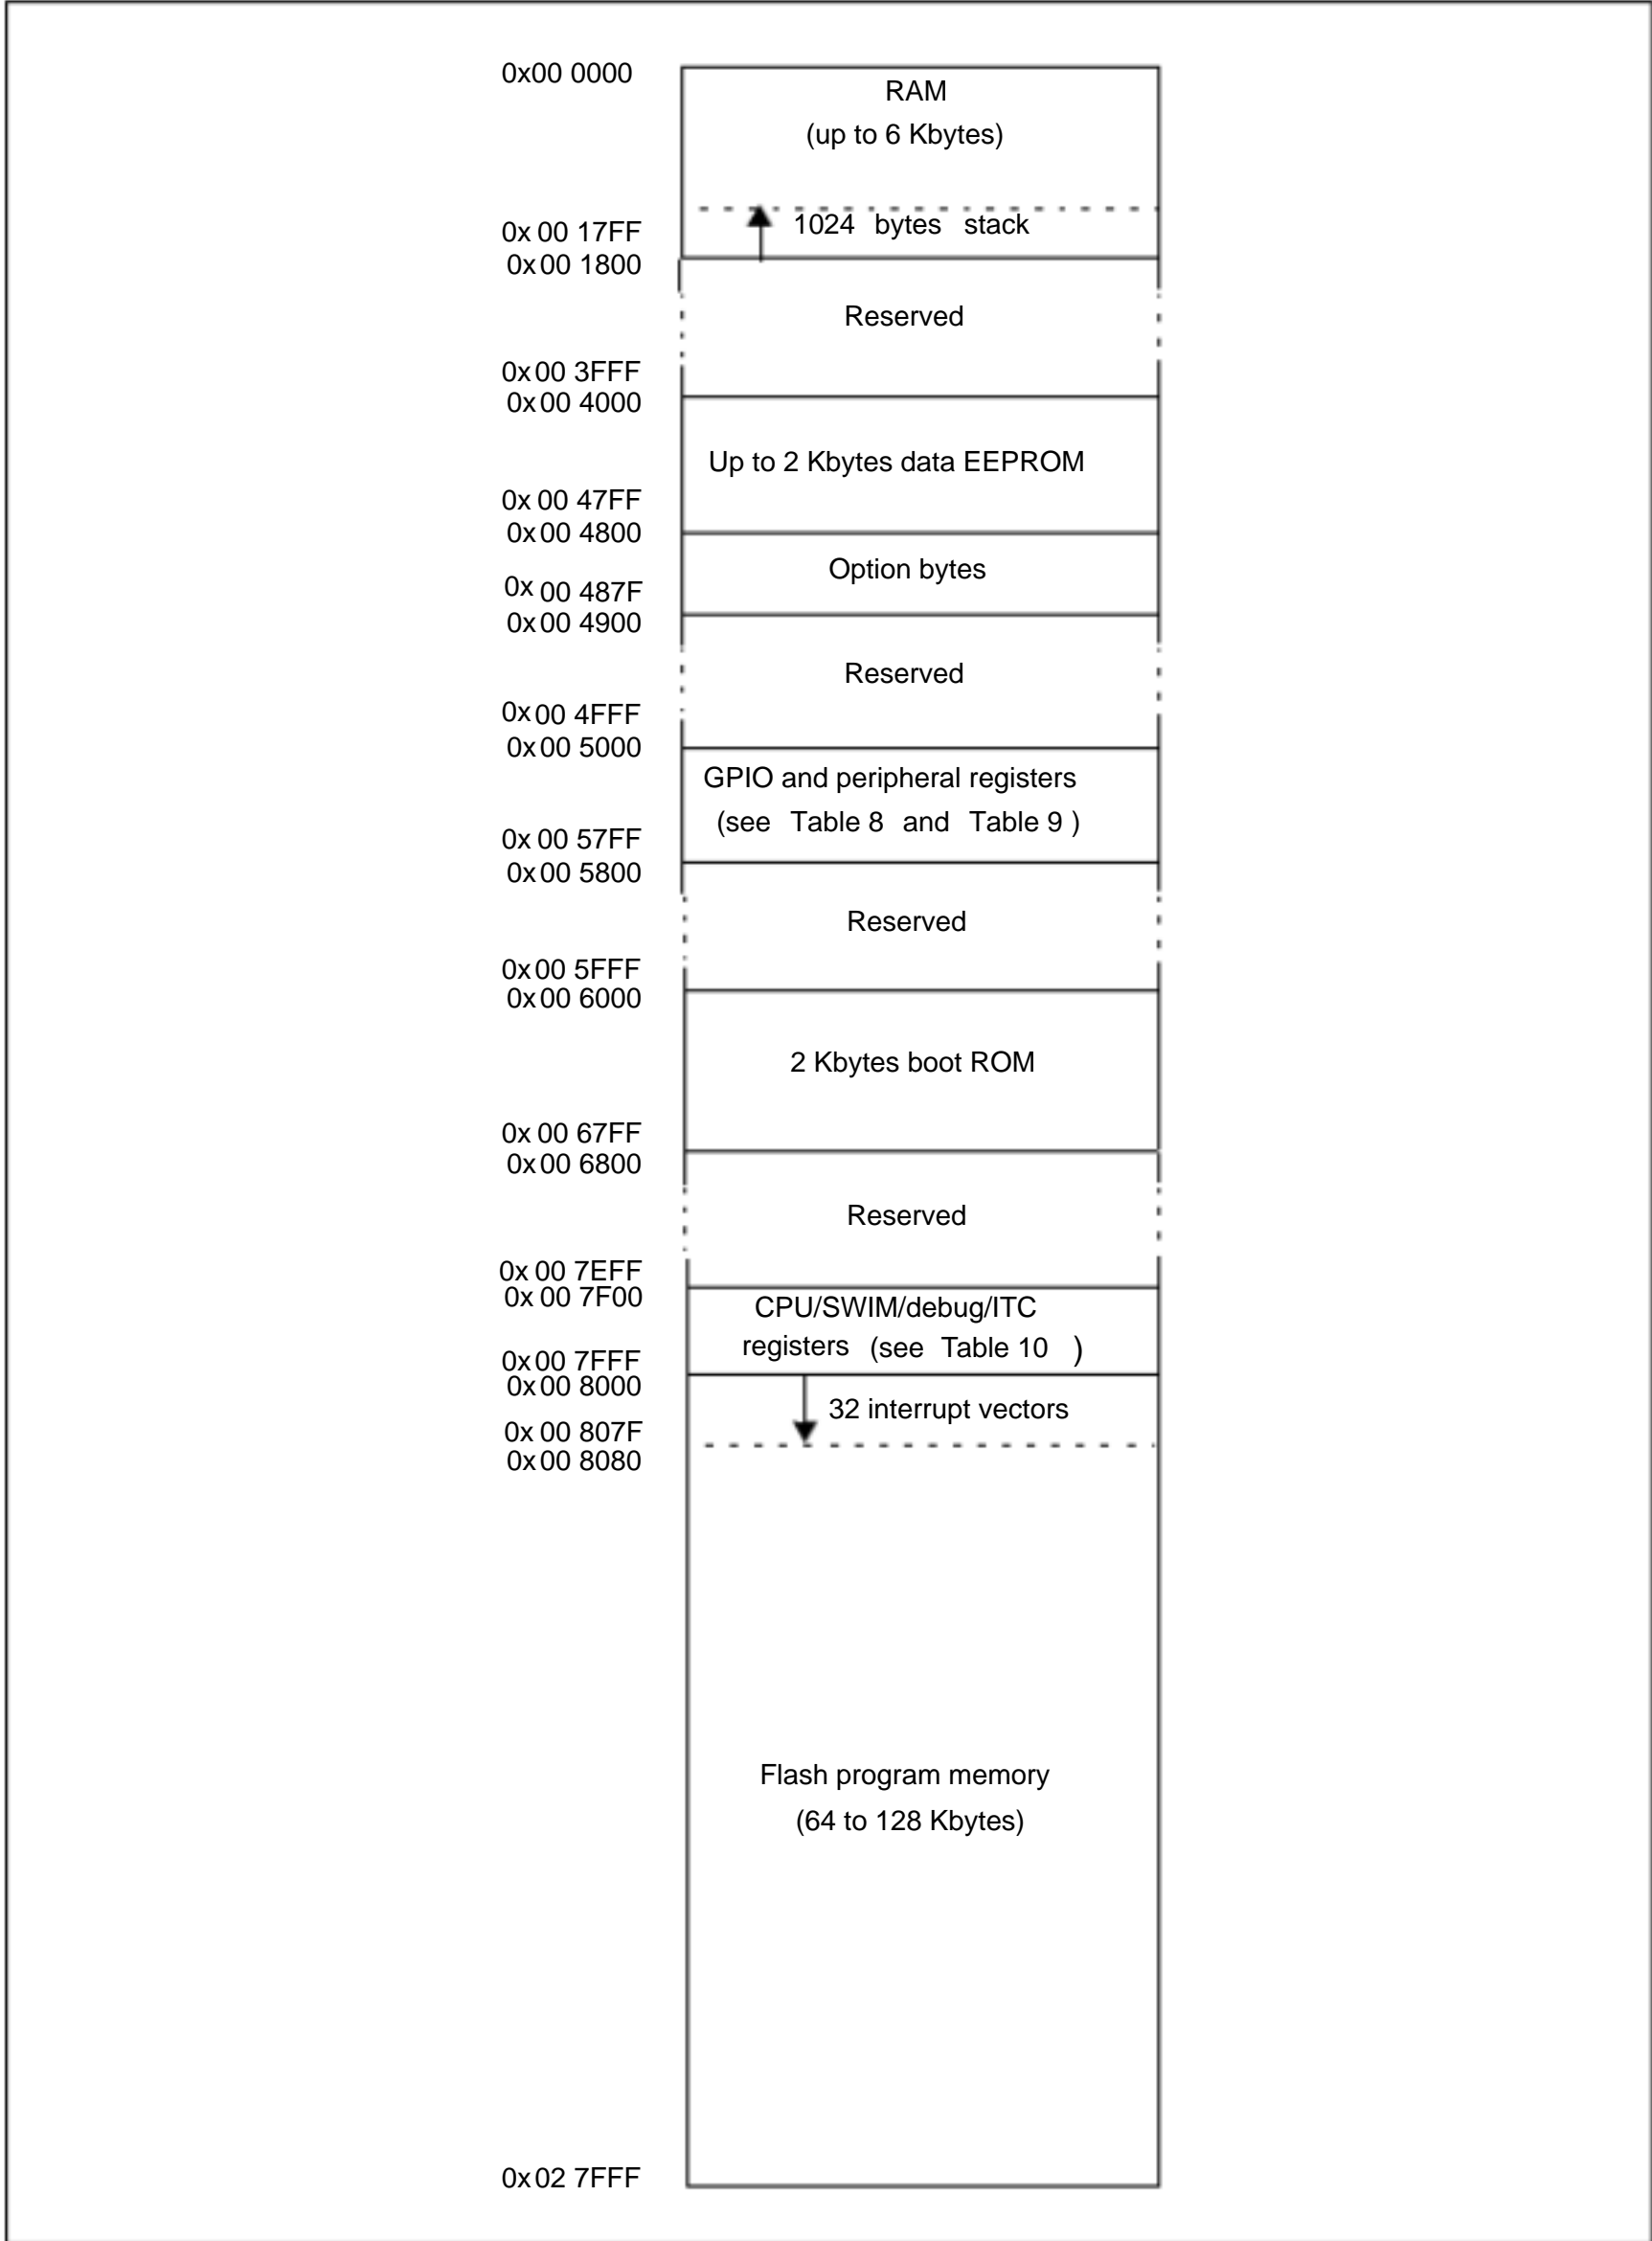 0x00 0000
RAM
(up to 6 Kbytes)
1024 bytes stack
0x 00 17FF
0x 00 1800
Reserved
0x 00 3FFF
0x 00 4000
Up to 2 Kbytes data EEPROM
0x 00 47FF
0x 00 4800
Option bytes
0x 00 487F
0x 00 4900
Reserved
0x 00 4FFF
0x 00 5000
GPIO and peripheral registers
(see Table 8 and Table 9 )
0x 00 57FF
0x 00 5800
Reserved
0x 00 5FFF
0x 00 6000
2 Kbytes boot ROM
0x 00 67FF
0x 00 6800
Reserved
0x 00 7EFF
0x 00 7F00
CPU/SWIM/debug/ITC
registers (see Table 10 )
0x 00 7FFF
0x 00 8000
32 interrupt vectors
0x 00 807F
0x 00 8080
Flash program memory
(64 to 128 Kbytes)
0x 02 7FFF